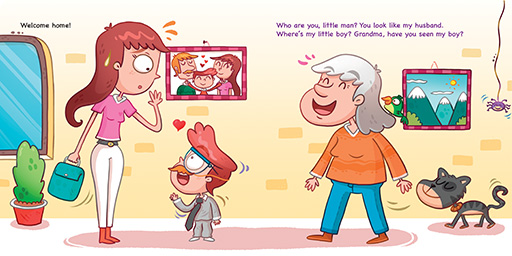 Welcome home!
Who are you, little man? You look like my husband.
Where's my little boy? Grandma, have you seen my boy?